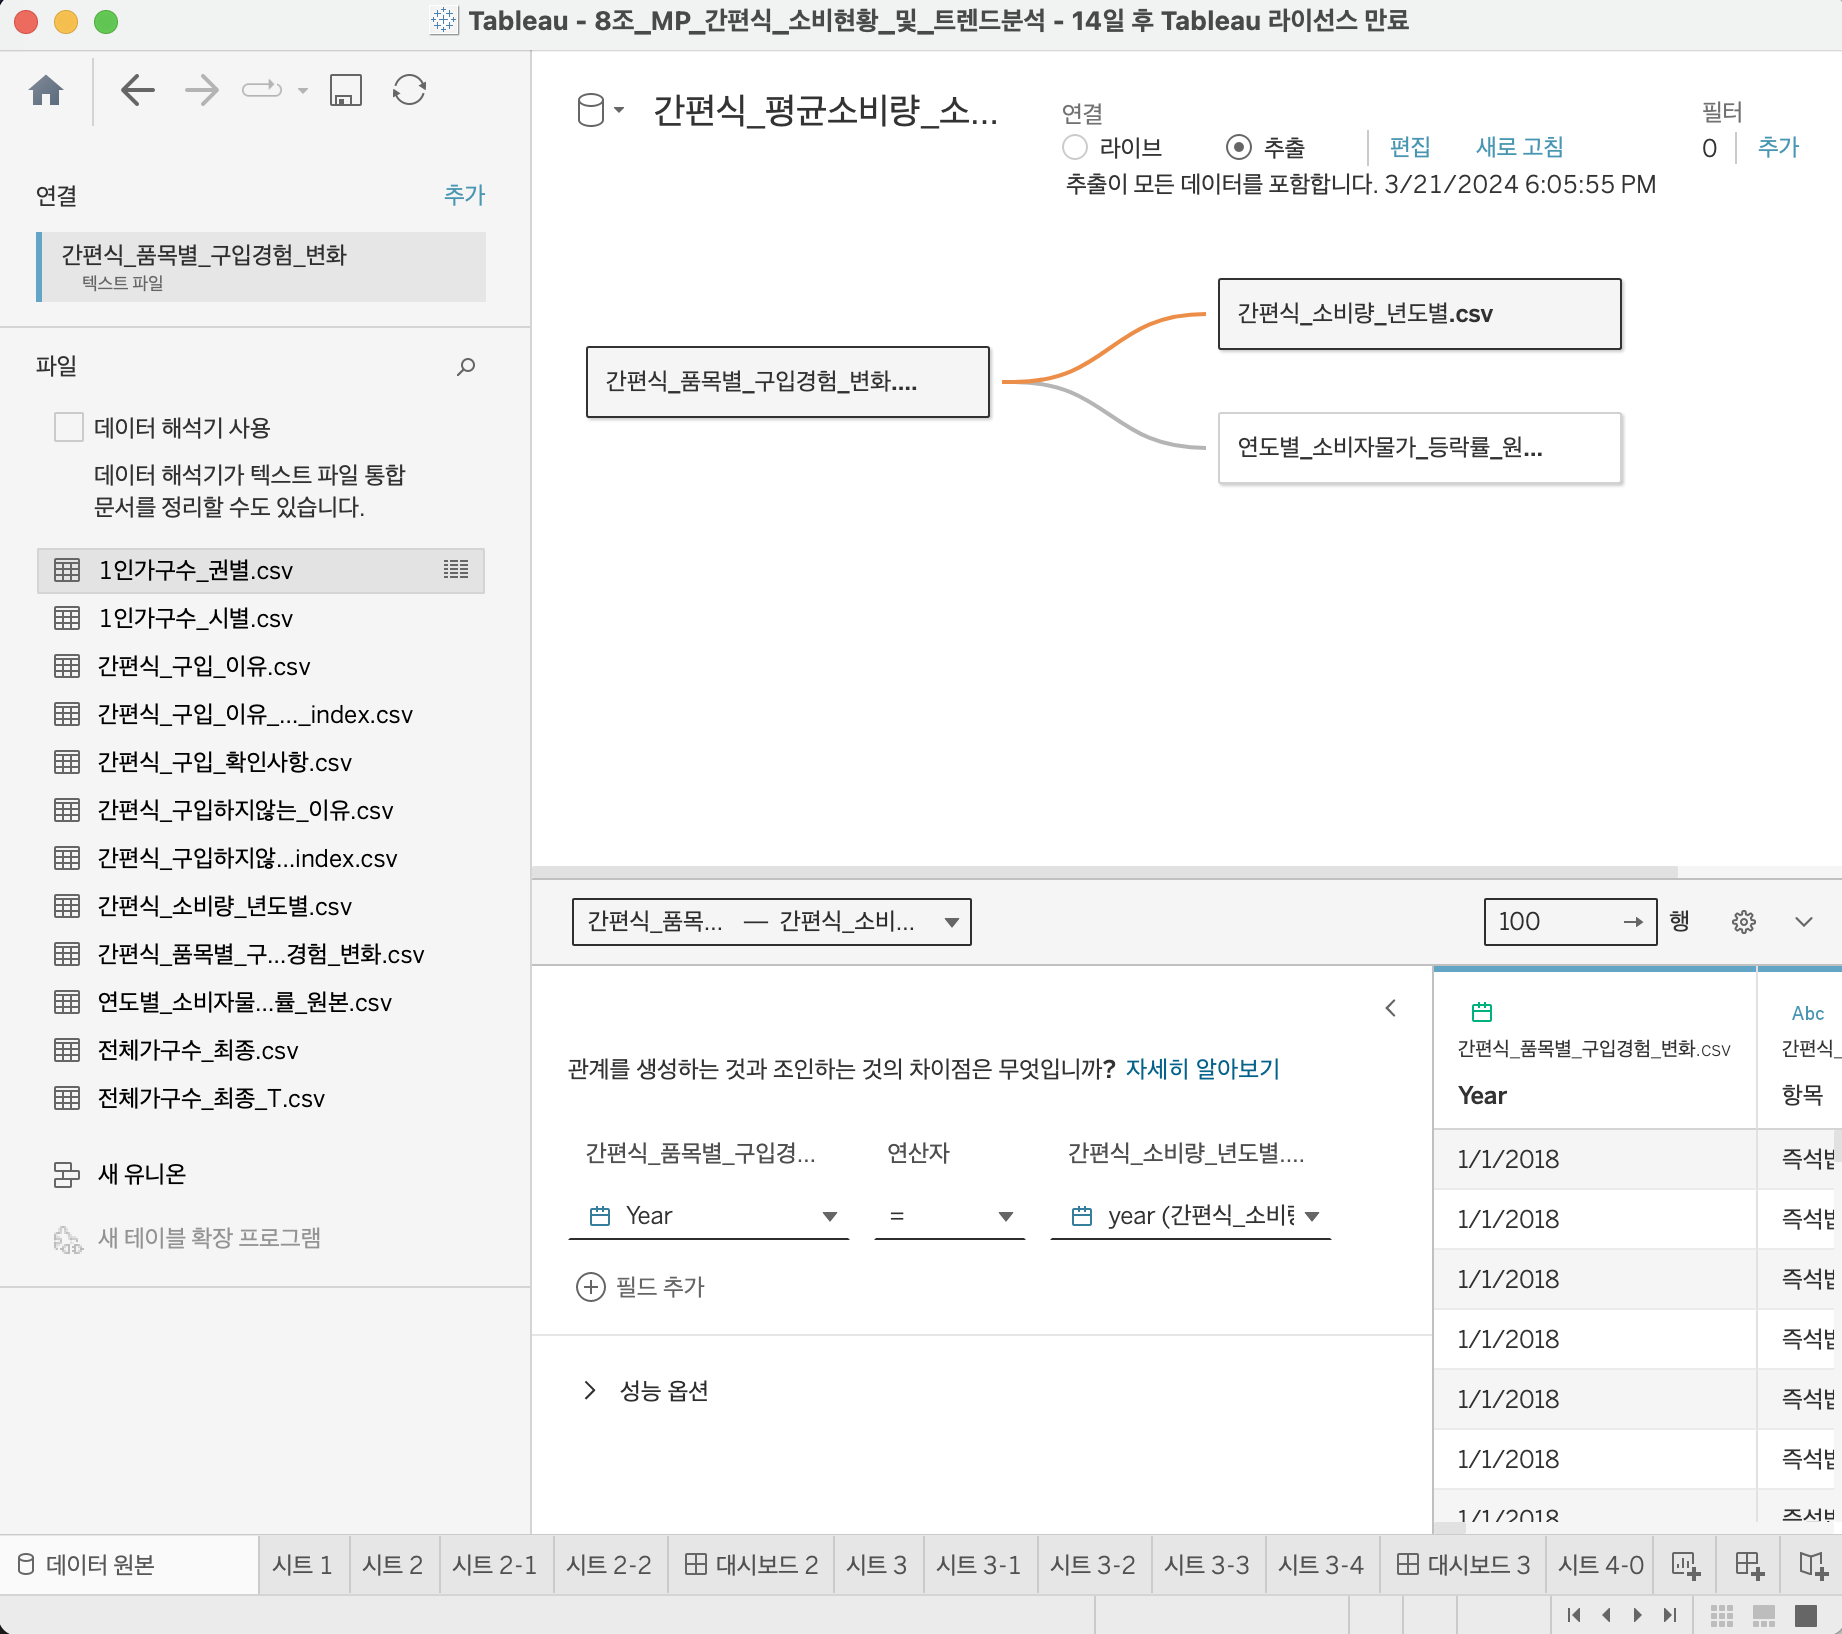 Tableau - 8조_MP_간편식_소비현황_및_트렌드분석 - 14일 후 Tableau 라이선스 만료
연결
추가
간편식_품목별_구입경험_변화
텍스트 파일
파일
데이터 해석기 사용
데이터 해석기가 텍스트 파일 통합
문서를 정리할 수도 있습니다.
1인가구수_권별.csv
1인가구수_시별.csv
간편식_구입_이유.csv
간편식_구입_이유_..._index.csv
간편식_구입_확인사항.csv
간편식_구입하지않는_이유.csv
간편식_구입하지않...index.csv
간편식_소비량_년도별.csv
간편식_품목별_구...경험_변화.csv
연도별_소비자물...률_원본.csv
전체가구수_최종.csv
전체가구수_최종_T.csv
새 유니온
새 테이블 확장 프로그램
간편식_평균소비량_소...
연결
라이브 추출 편집 새로 고침
추출이 모든 데이터를 포함합니다. 3/21/2024 6:05:55 PM
필터
0 추가
간편식_품목별_구입경험_변화....
간편식_소비량_년도별.csv
연도별_소비자물가_등락률_원...
간편식_품목... — 간편식_소비...
100 → 행
관계를 생성하는 것과 조인하는 것의 차이점은 무엇입니까? 자세히 알아보기
간편식_품목별_구입경... 연산자 간편식_소비량_년도별....
Year = year (간편식_소비
필드 추가
성능 옵션
Abc
간편식_품목별_구입경험_변화.csv 간편식_
Year 항목
1/1/2018 즉석
1/1/2018 즉석
1/1/2018 즉석
1/1/2018 즉석
1/1/2018 즉석
1/1/2018 즉석
1/1/2018 즉석
데이터 원본 시트 1 시트 2 시트 2-1 시트 2-2 대시보드 2 시트 3 시트 3-1 시트 3-2 시트 3-3 시트 3-4 대시보드 3 시트 4-0